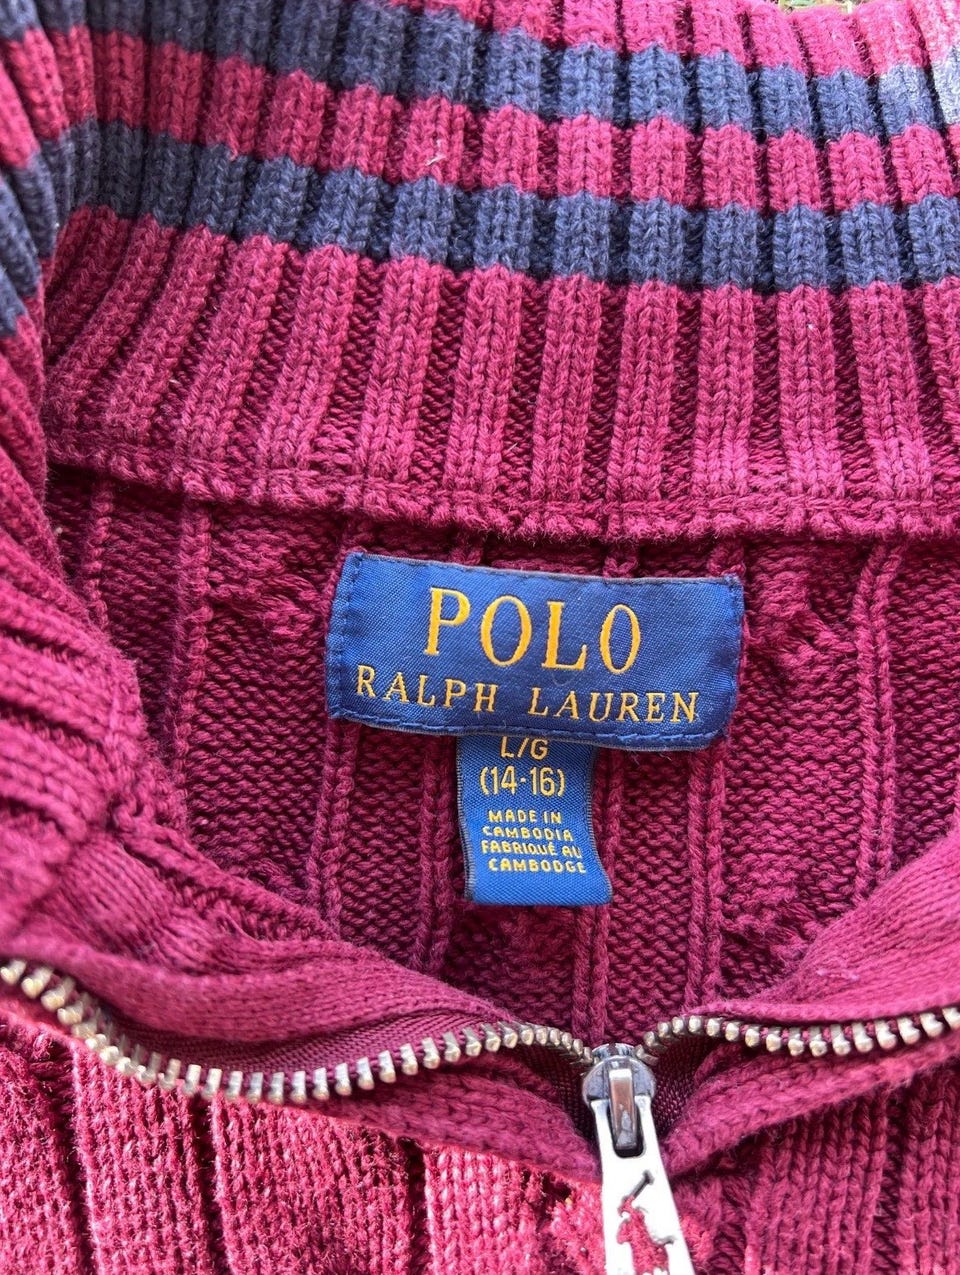 POLO
RALPH LAUREN
L/G
(14-16)
MADE IN
CAMBODIA
FABRIQUÉ AU
CAMBODGE